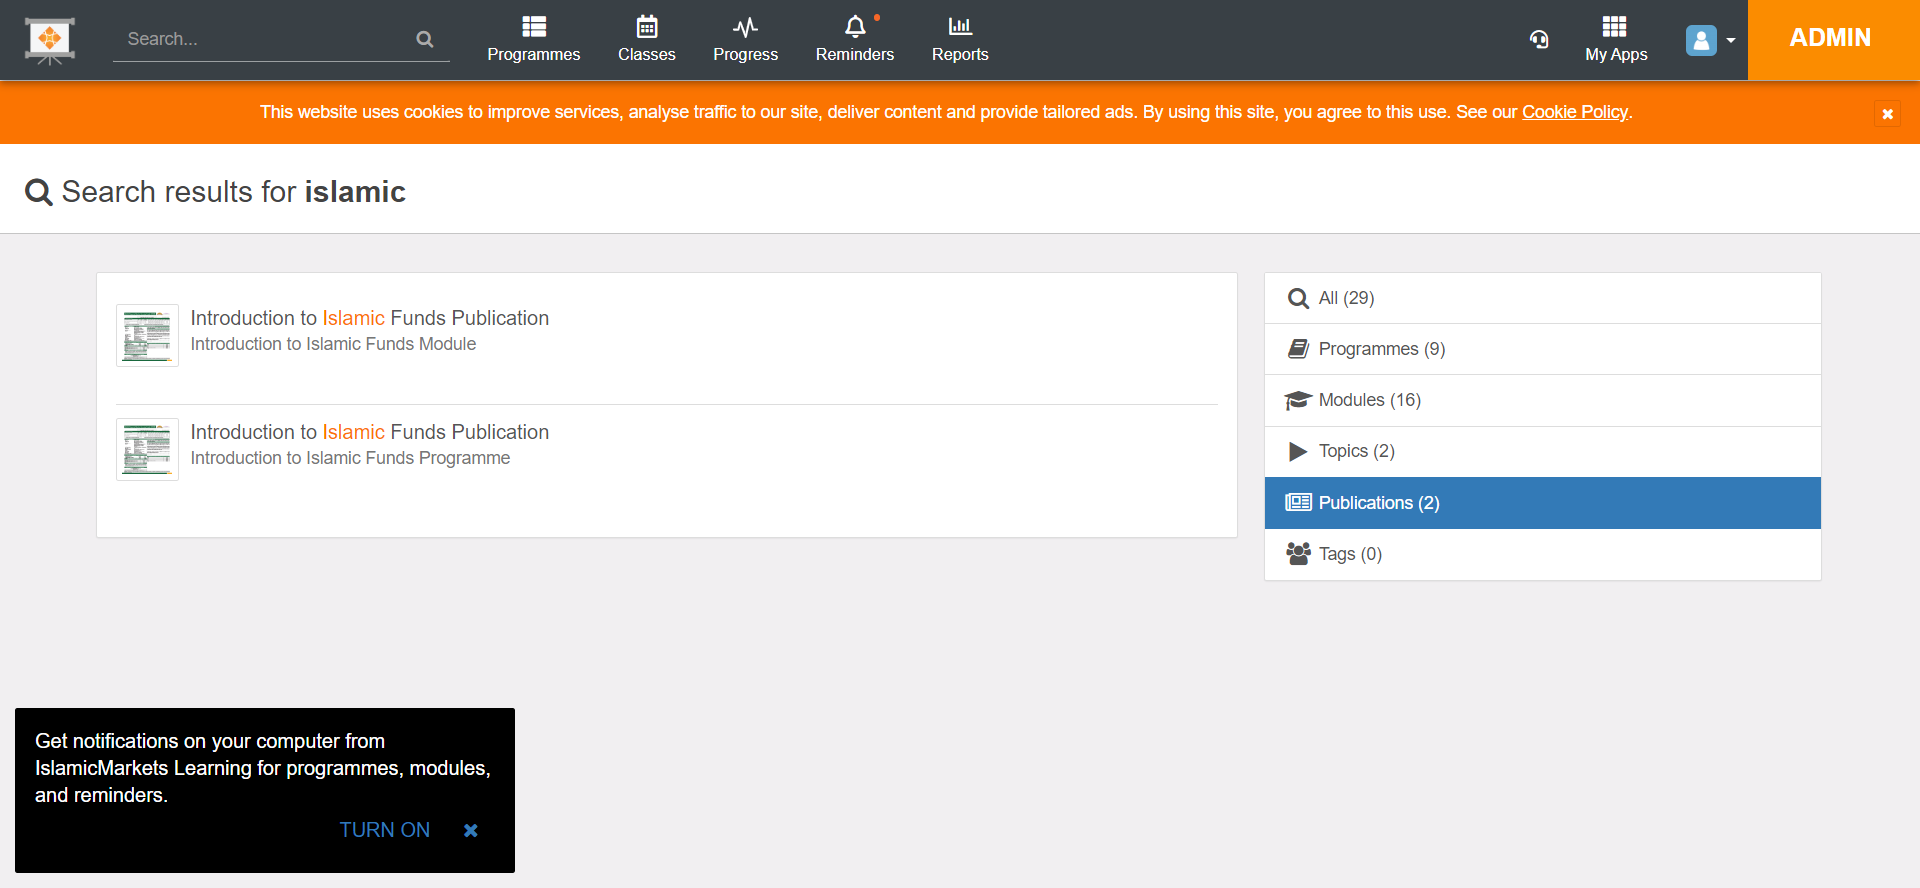 Search...
Programmes
Classes
Progress
Reminders
Reports
My Apps
ADMIN
This website uses cookies to improve services, analyse traffic to our site, deliver content and provide tailored ads. By using this site, you agree to this use. See our Cookie Policy.
Search results for islamic
Introduction to Islamic Funds Publication
Introduction to Islamic Funds Module
Introduction to Islamic Funds Publication
Introduction to Islamic Funds Programme
All (29)
Programmes (9)
Modules (16)
Topics (2)
Publications (2)
Tags (0)
Get notifications on your computer from
IslamicMarkets Learning for programmes, modules,
and reminders.
TURN ON